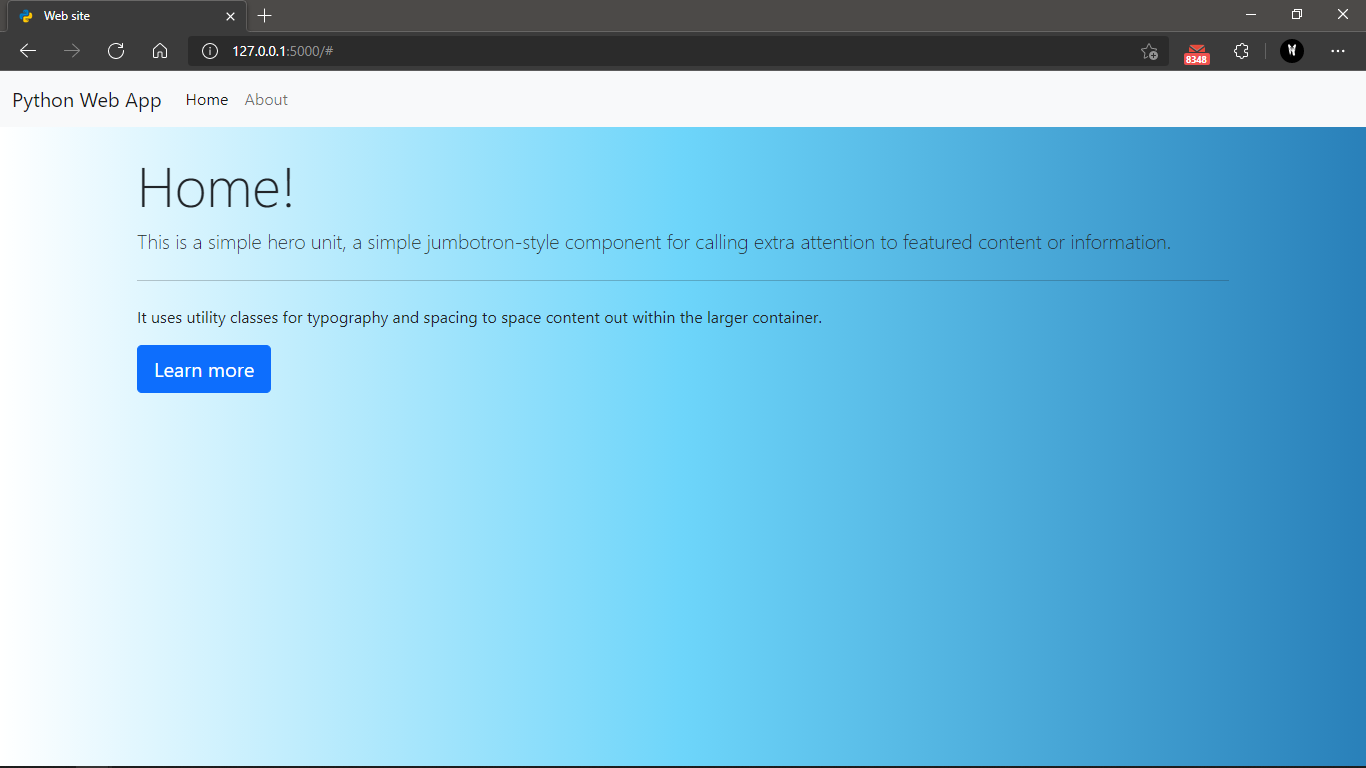 Web site
127.0.0.1:5000/#
8348
Python Web App Home About
Home!
This is a simple hero unit, a simple jumbotron-style component for calling extra attention to featured content or information.
It uses utility classes for typography and spacing to space content out within the larger container.
Learn more